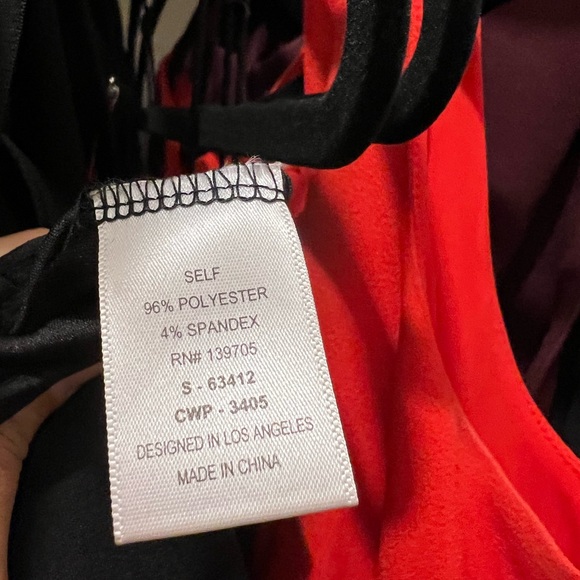 SELF
96% POLYESTER
4% SPANDEX
RN# 139705
S - 63412
CWP - 3405
DESIGNED IN LOS ANGELES
MADE IN CHINA